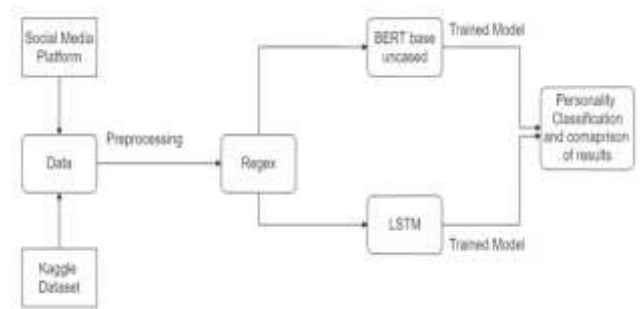 Social Media
Platform
Data
Kaggle
Dataset
Preprocessing
Regex
BERT base
uncased
Trained Model
LSTM
Trained Model
Personality
Classification
and comaprison
of results